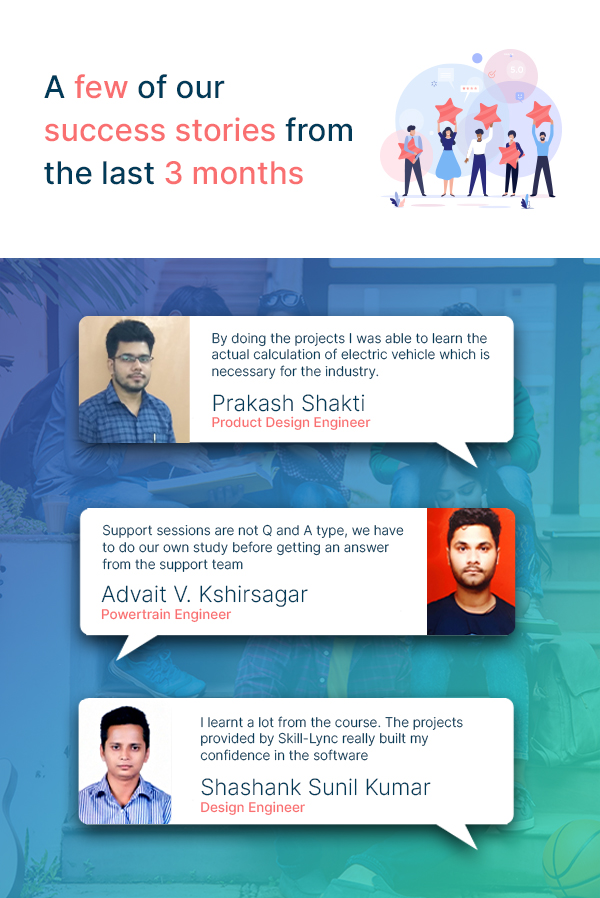 A few of our
success stories from
the last 3 months
5.0
By doing the projects I was able to learn the
actual calculation of electric vehicle which is
necessary for the industry.
Prakash Shakti
Product Design Engineer
Support sessions are not Q and A type, we have
to do our own study before getting an answer
from the support team
Advait V. Kshirsagar
Powertrain Engineer
I learnt a lot from the course. The projects
provided by Skill-Lync really built my
confidence in the software
Shashank Sunil Kumar
Design Engineer